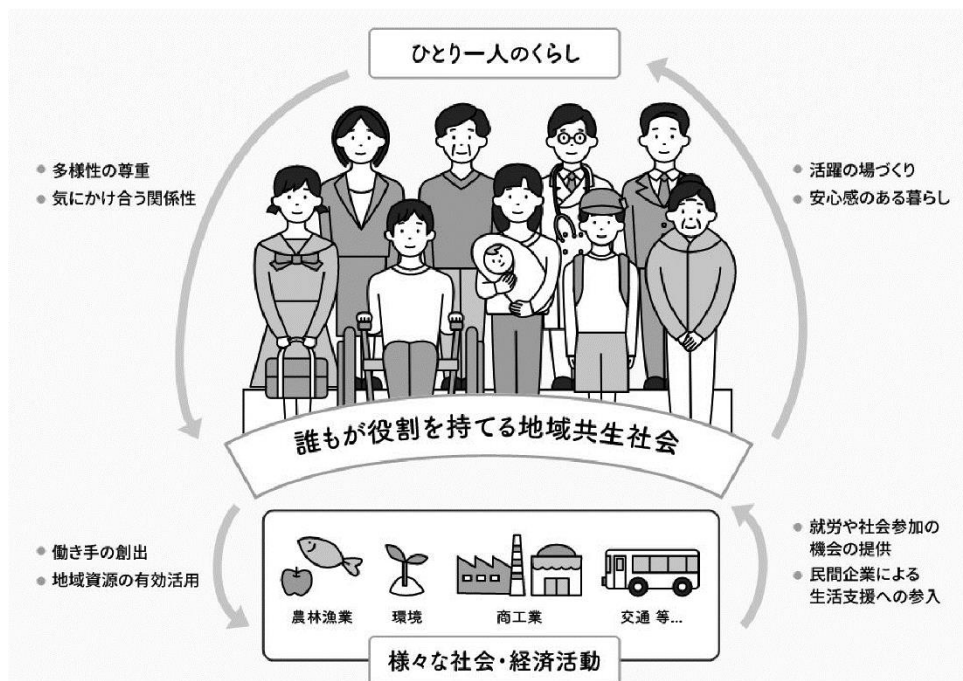 ひとり一人のくらし
● 多様性の尊重
● 気にかけ合う関係性
● 活躍の場づくり
● 安心感のある暮らし
誰もが役割を持てる地域共生社会
● 働き手の創出
● 地域資源の有効活用
● 就労や社会参加の
機会の提供
● 民間企業による
生活支援への参入
農林漁業
環境
商工業
交通 等...
様々な社会・経済活動